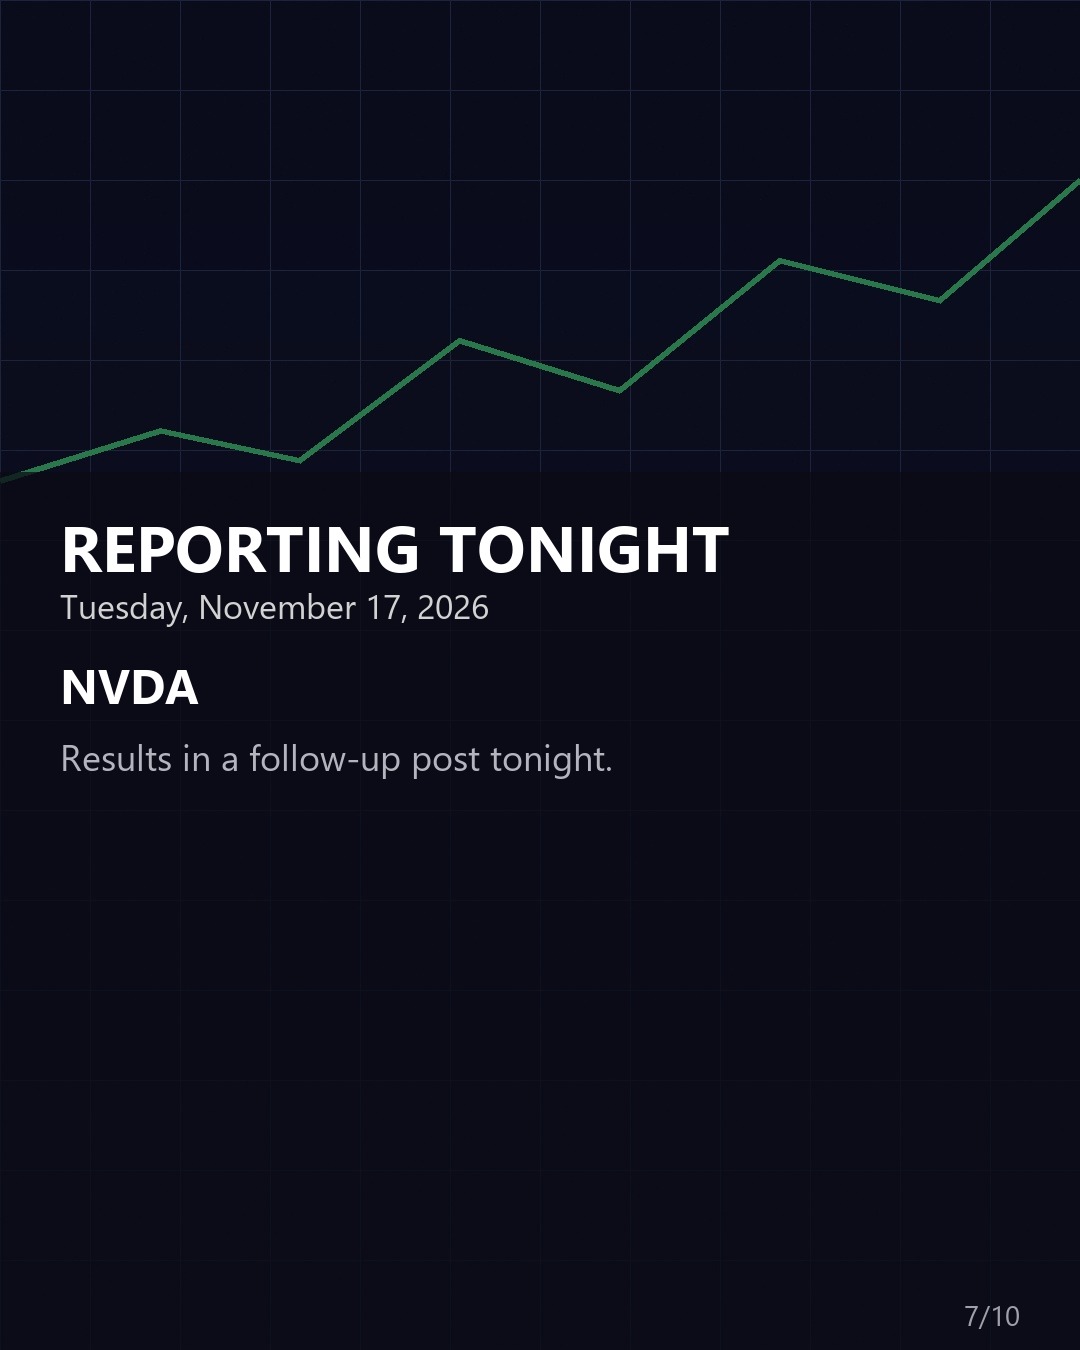 REPORTING TONIGHT
Tuesday, November 17, 2026
NVDA
Results in a follow-up post tonight.
7/10